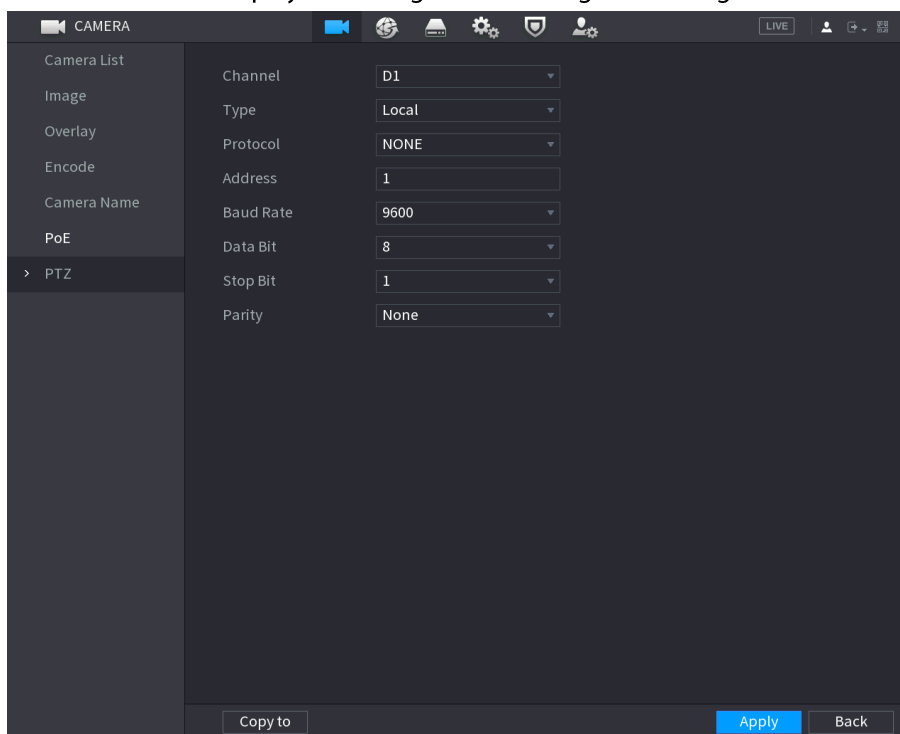 CAMERA
LIVE
Camera List
Image
Overlay
Encode
Camera Name
PoE
> PTZ
Channel D1
Type Local
Protocol NONE
Address 1
Baud Rate 9600
Data Bit 8
Stop Bit 1
Parity None
Copy to
Apply
Back